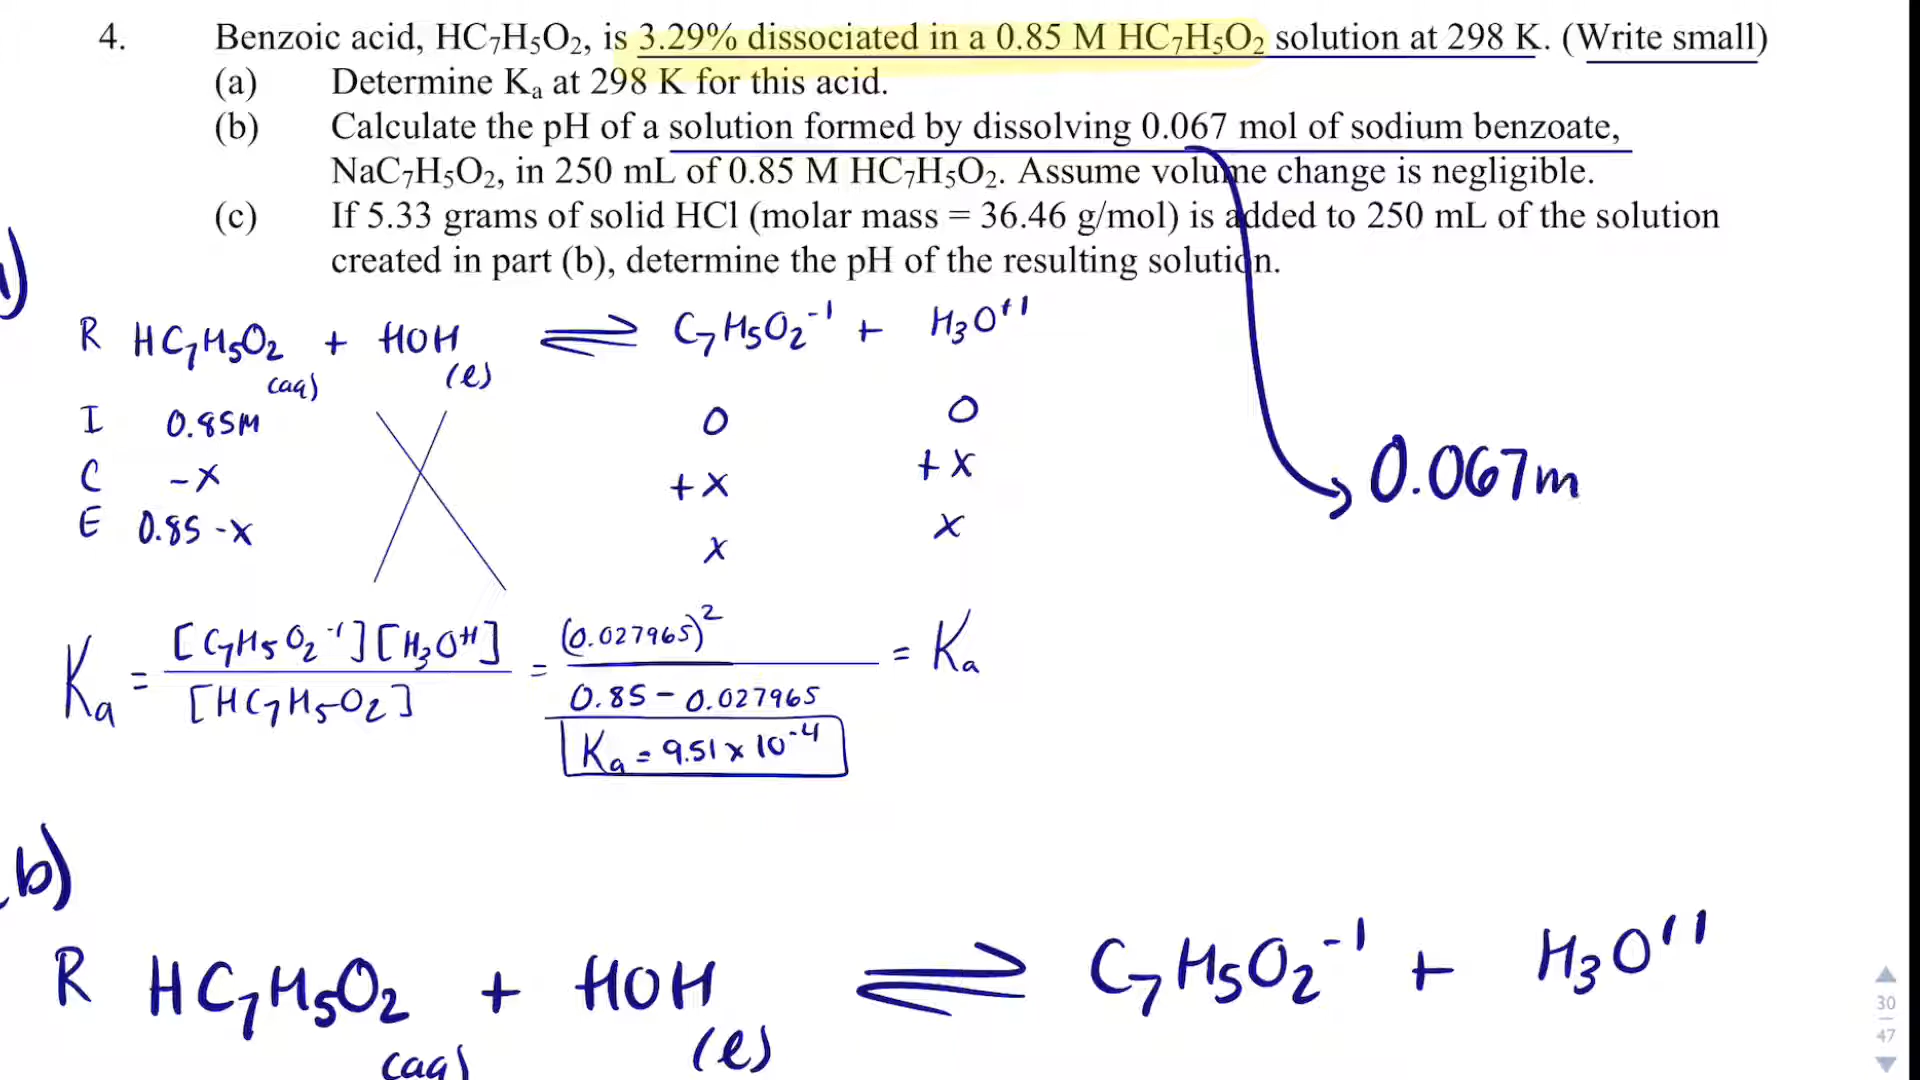 4. Benzoic acid, HC₇H₅O₂, is 3.29% dissociated in a 0.85 M HC₇H₅O₂ solution at 298 K. (Write small)
(a) Determine Kₐ at 298 K for this acid.
(b) Calculate the pH of a solution formed by dissolving 0.067 mol of sodium benzoate,
NaC₇H₅O₂, in 250 mL of 0.85 M HC₇H₅O₂. Assume volume change is negligible.
(c) If 5.33 grams of solid HCl (molar mass = 36.46 g/mol) is added to 250 mL of the solution
created in part (b), determine the pH of the resulting solution.
R HC₇H₅O₂ (aq) + HOH (l) ⇌ C₇H₅O₂⁻¹ + H₃O⁺¹
I 0.85M 0 0
C -x +x +x
E 0.85 -x x x
0.067m
Kₐ = [C₇H₅O₂⁻¹][H₃O⁺¹] / [HC₇H₅O₂] = (0.027965)² / 0.85 - 0.027965 = Kₐ
Kₐ = 9.51 x 10⁻⁴
b)
R HC₇H₅O₂ (aq) + HOH (l) ⇌ C₇H₅O₂⁻¹ + H₃O⁺¹
30
47